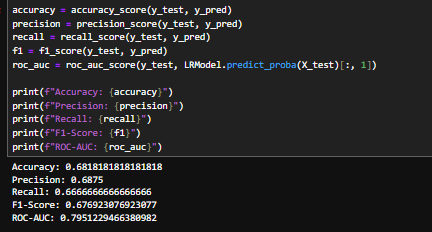 accuracy = accuracy_score(y_test, y_pred)
precision = precision_score(y_test, y_pred)
recall = recall_score(y_test, y_pred)
f1 = f1_score(y_test, y_pred)
roc_auc = roc_auc_score(y_test, LRModel.predict_proba(X_test)[:, 1])
print(f"Accuracy: {accuracy}")
print(f"Precision: {precision}")
print(f"Recall: {recall}")
print(f"F1-Score: {f1}")
print(f"ROC-AUC: {roc_auc}")
Accuracy: 0.6818181818181818
Precision: 0.6875
Recall: 0.6666666666666666
F1-Score: 0.676923076923077
ROC-AUC: 0.7951229466380982